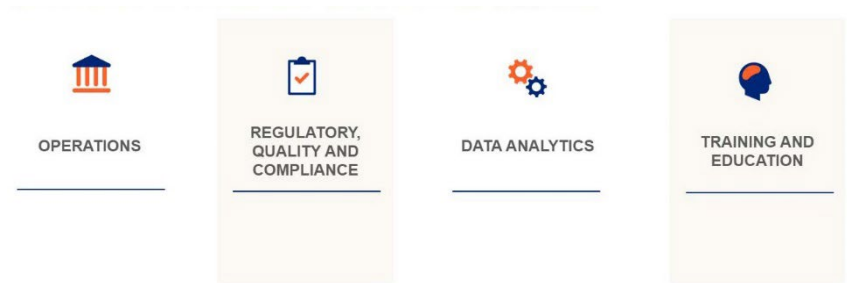 OPERATIONS
REGULATORY,
QUALITY AND
COMPLIANCE
DATA ANALYTICS
TRAINING AND
EDUCATION